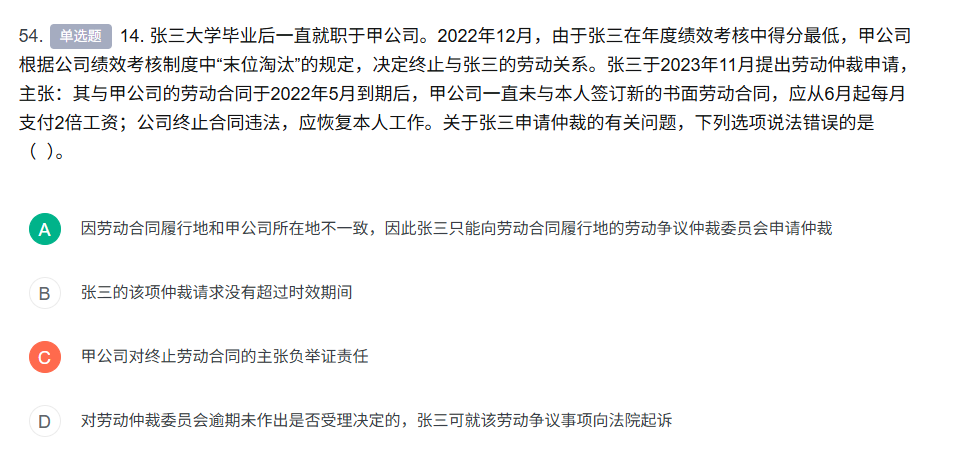 54. 单选题 14. 张三大学毕业后一直就职于甲公司。2022年12月，由于张三在年度绩效考核中得分最低，甲公司
根据公司绩效考核制度中“末位淘汰”的规定，决定终止与张三的劳动关系。张三于2023年11月提出劳动仲裁申请，
主张：其与甲公司的劳动合同于2022年5月到期后，甲公司一直未与本人签订新的书面劳动合同，应从6月起每月
支付2倍工资；公司终止合同违法，应恢复本人工作。关于张三申请仲裁的有关问题，下列选项说法错误的是
（ ）。
A 因劳动合同履行地和甲公司所在地不一致，因此张三只能向劳动合同履行地的劳动争议仲裁委员会申请仲裁
B 张三的该项仲裁请求没有超过时效期间
C 甲公司对终止劳动合同的主张负举证责任
D 对劳动仲裁委员会逾期未作出是否受理决定的，张三可就该劳动争议事项向法院起诉